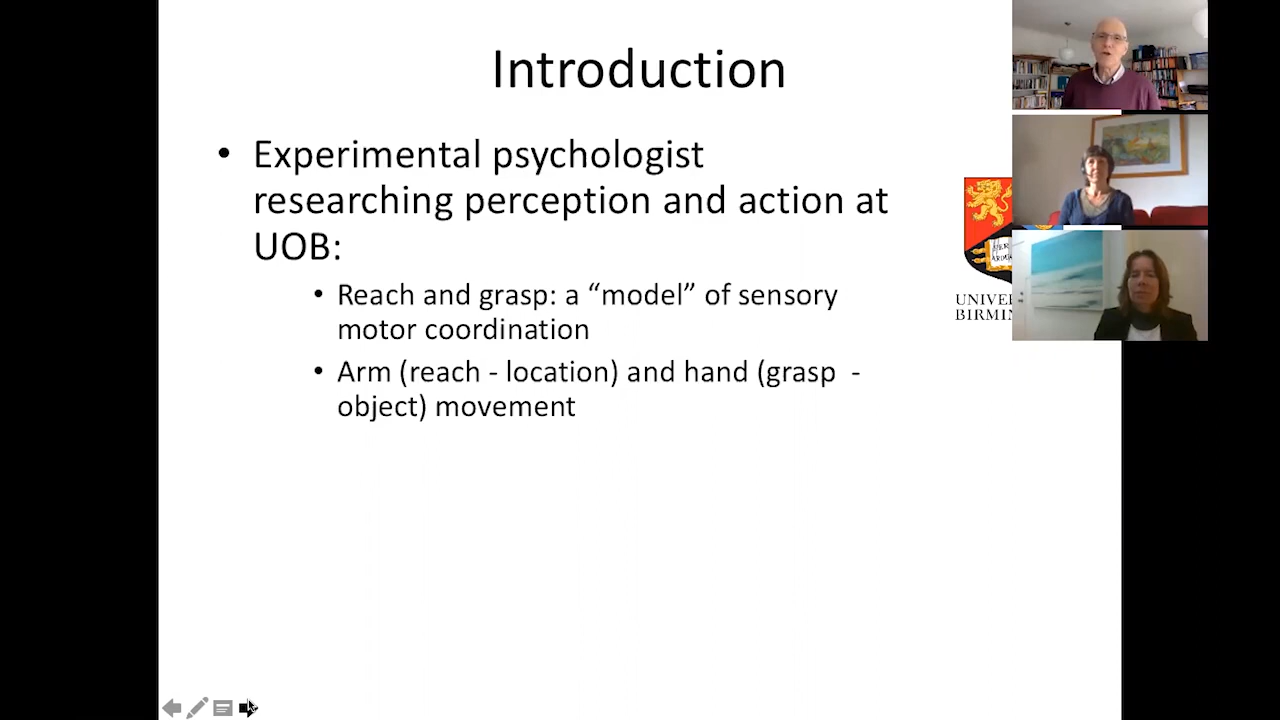 Introduction
• Experimental psychologist
researching perception and action at
UOB:
• Reach and grasp: a “model” of sensory
motor coordination
• Arm (reach - location) and hand (grasp -
object) movement